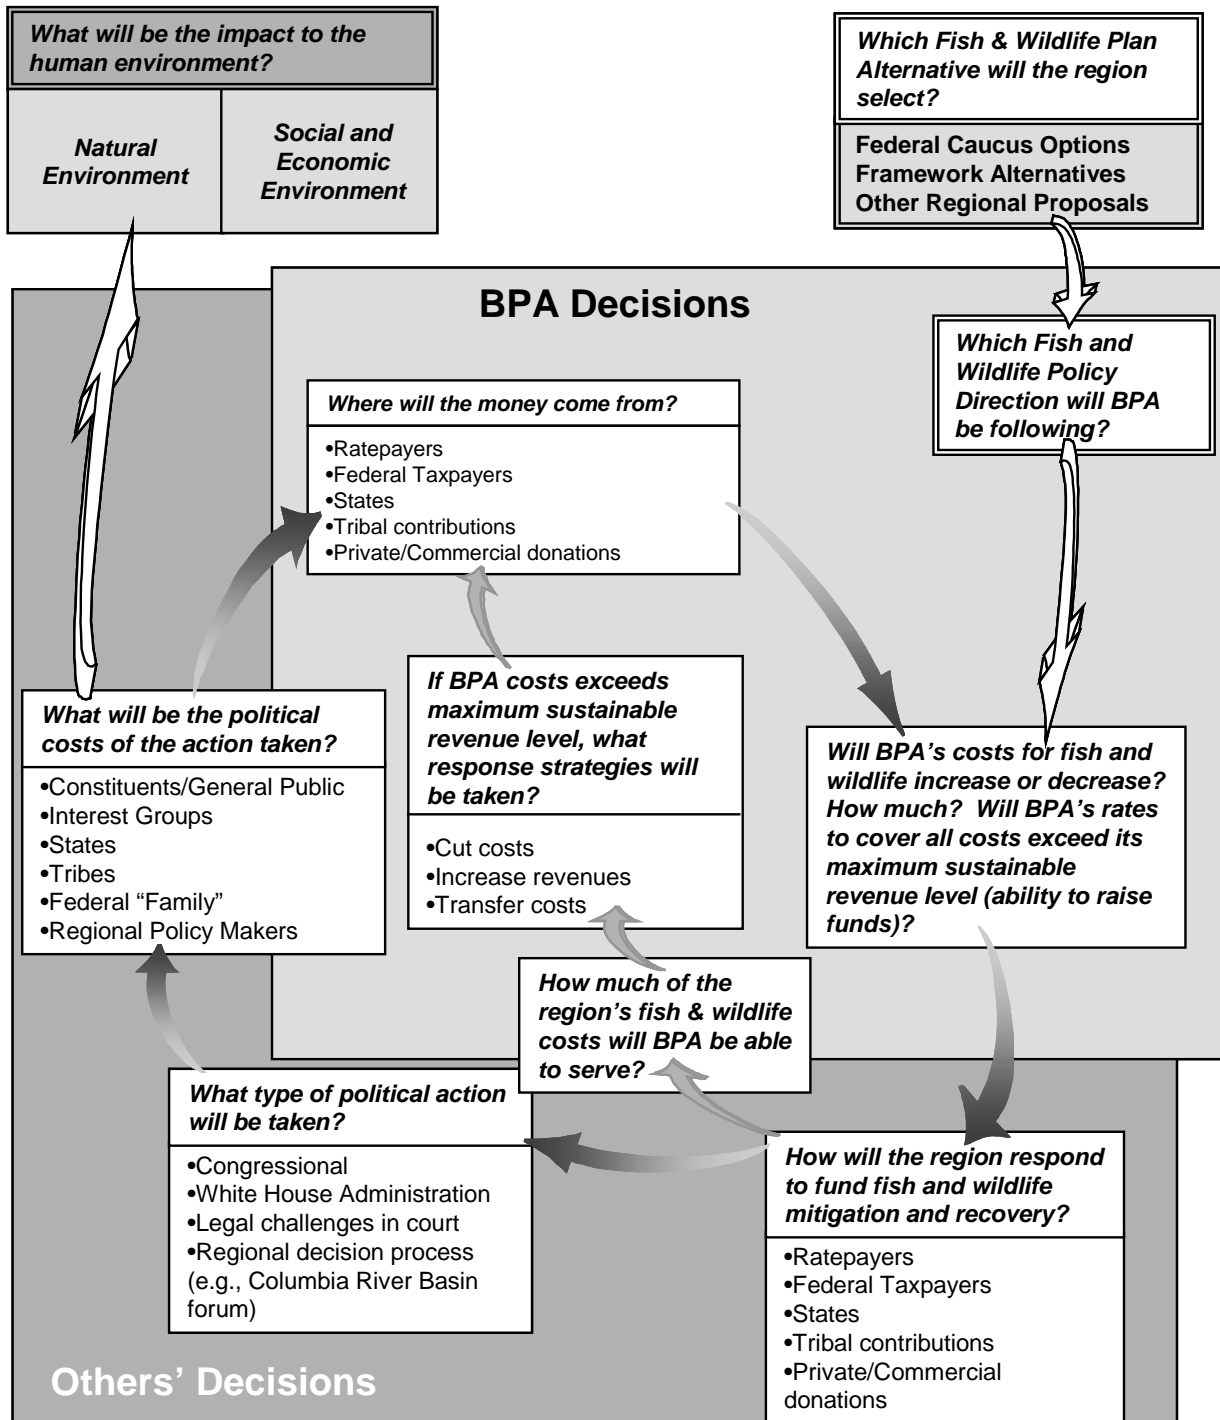 What will be the impact to the
human environment?
Natural
Environment
Social and
Economic
Environment
Which Fish & Wildlife Plan
Alternative will the region
select?
Federal Caucus Options
Framework Alternatives
Other Regional Proposals
BPA Decisions
Which Fish and
Wildlife Policy
Direction will BPA
be following?
Where will the money come from?
•Ratepayers
•Federal Taxpayers
•States
•Tribal contributions
•Private/Commercial donations
If BPA costs exceeds
maximum sustainable
revenue level, what
response strategies will
be taken?
•Cut costs
•Increase revenues
•Transfer costs
What will be the political
costs of the action taken?
•Constituents/General Public
•Interest Groups
•States
•Tribes
•Federal “Family”
•Regional Policy Makers
Will BPA’s costs for fish and
wildlife increase or decrease?
How much? Will BPA’s rates
to cover all costs exceed its
maximum sustainable
revenue level (ability to raise
funds)?
How much of the
region’s fish & wildlife
costs will BPA be able
to serve?
What type of political action
will be taken?
•Congressional
•White House Administration
•Legal challenges in court
•Regional decision process
(e.g., Columbia River Basin
forum)
How will the region respond
to fund fish and wildlife
mitigation and recovery?
•Ratepayers
•Federal Taxpayers
•States
•Tribal contributions
•Private/Commercial
donations
Others’ Decisions